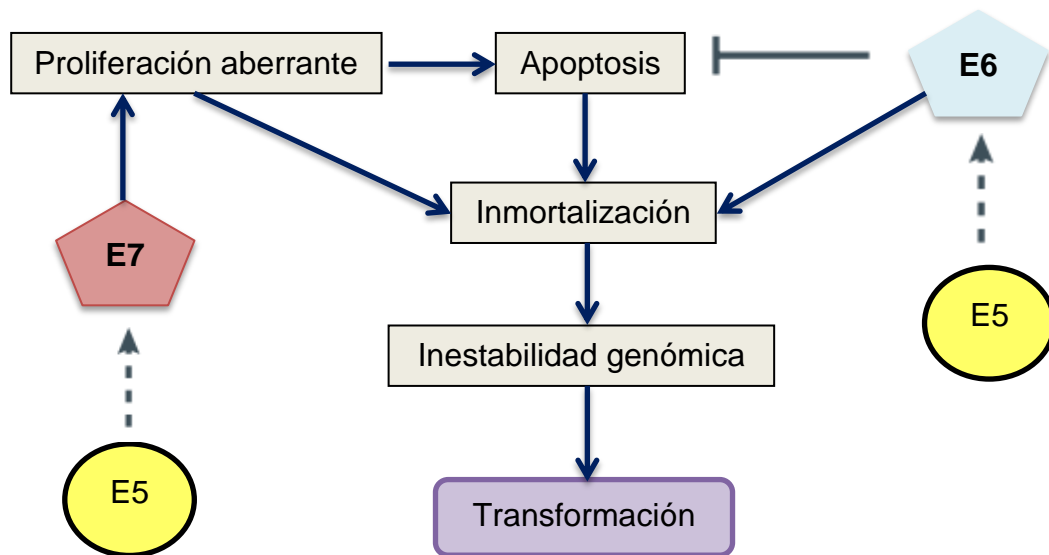 Proliferación aberrante
Apoptosis
E6
Inmortalización
E7
E5
Inestabilidad genómica
E5
Transformación